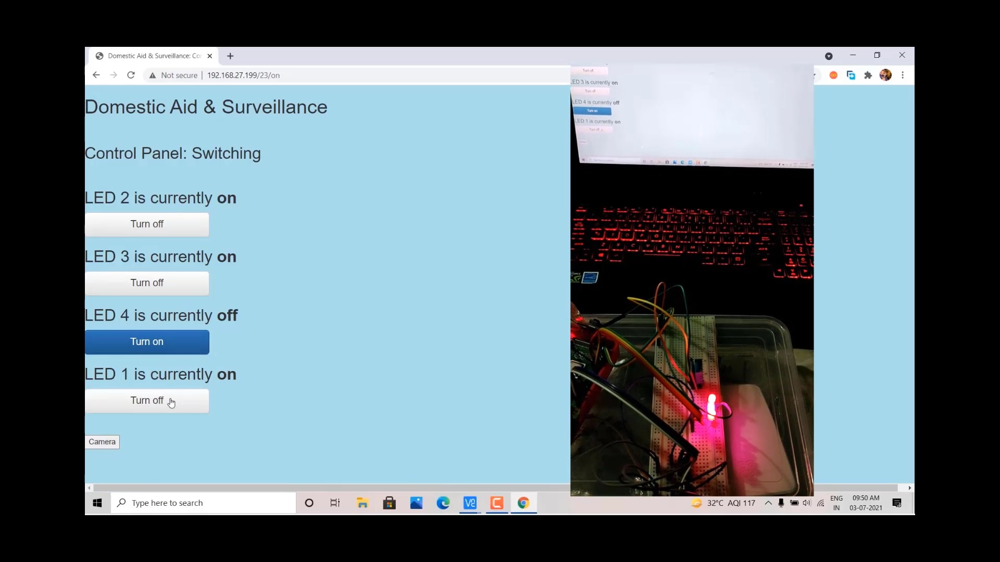 Domestic Aid & Surveillance: Co
Not secure | 192.168.27.199/23/on
Domestic Aid & Surveillance
Control Panel: Switching
LED 2 is currently on
Turn off
LED 3 is currently on
Turn off
LED 4 is currently off
Turn on
LED 1 is currently on
Turn off
Camera
Turn off
LED 3 is currently on
Turn off
LED 4 is currently off
Turn on
LED 1 is currently on
Turn off
Type here to search
32°C AQI 117
ENG
IN
09:50 AM
03-07-2021